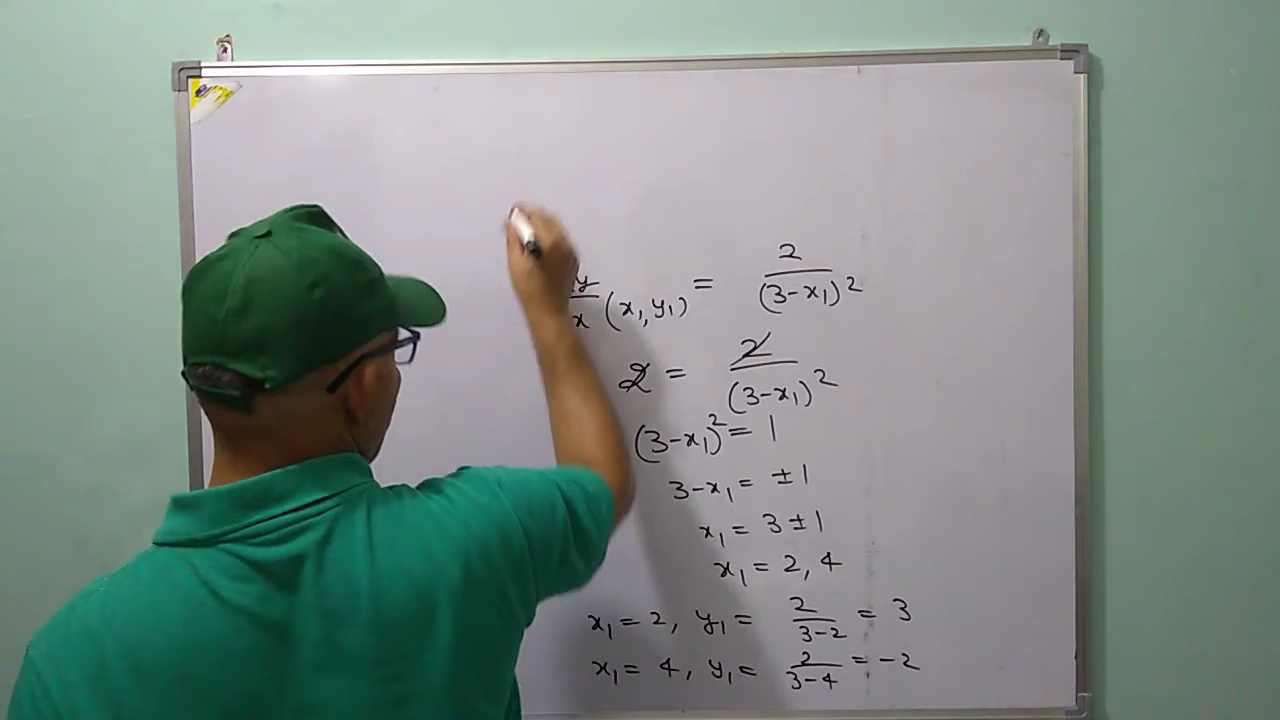 y/x (x₁, y₁) = 2/(3-x₁)²
2 = 2/(3-x₁)²
(3-x₁)² = 1
3-x₁ = ±1
x₁ = 3±1
x₁ = 2, 4
x₁ = 2, y₁ = 2/(3-2) = 3
x₁ = 4, y₁ = 2/(3-4) = -2